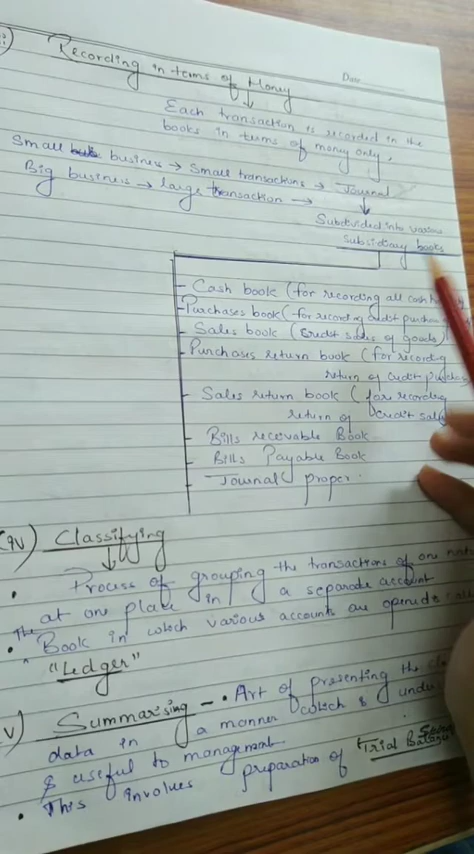 Recording in terms of Money
Date
Each transaction is recorded in the
books in terms of money only.
Small business → Small transactions → Journal
Big business → large transaction →
Subdivided into various
subsidiary books
Cash book (for recording all cash
Purchases book (for recording credit purchase
Sales book (credit sales of goods)
Purchases return book (for recording
return of credit purchase
Sales return book (for recording
return of credit sales
Bills receivable Book
Bills Payable Book
Journal proper.
(iv) Classifying
• Process of grouping the transactions of one
at one place in a separate account
• The Book in which various accounts are opened is
"Ledger"
v) Summarising - • Art of presenting the
data in a manner which is
& useful to management
• This involves preparation of Trial Balance